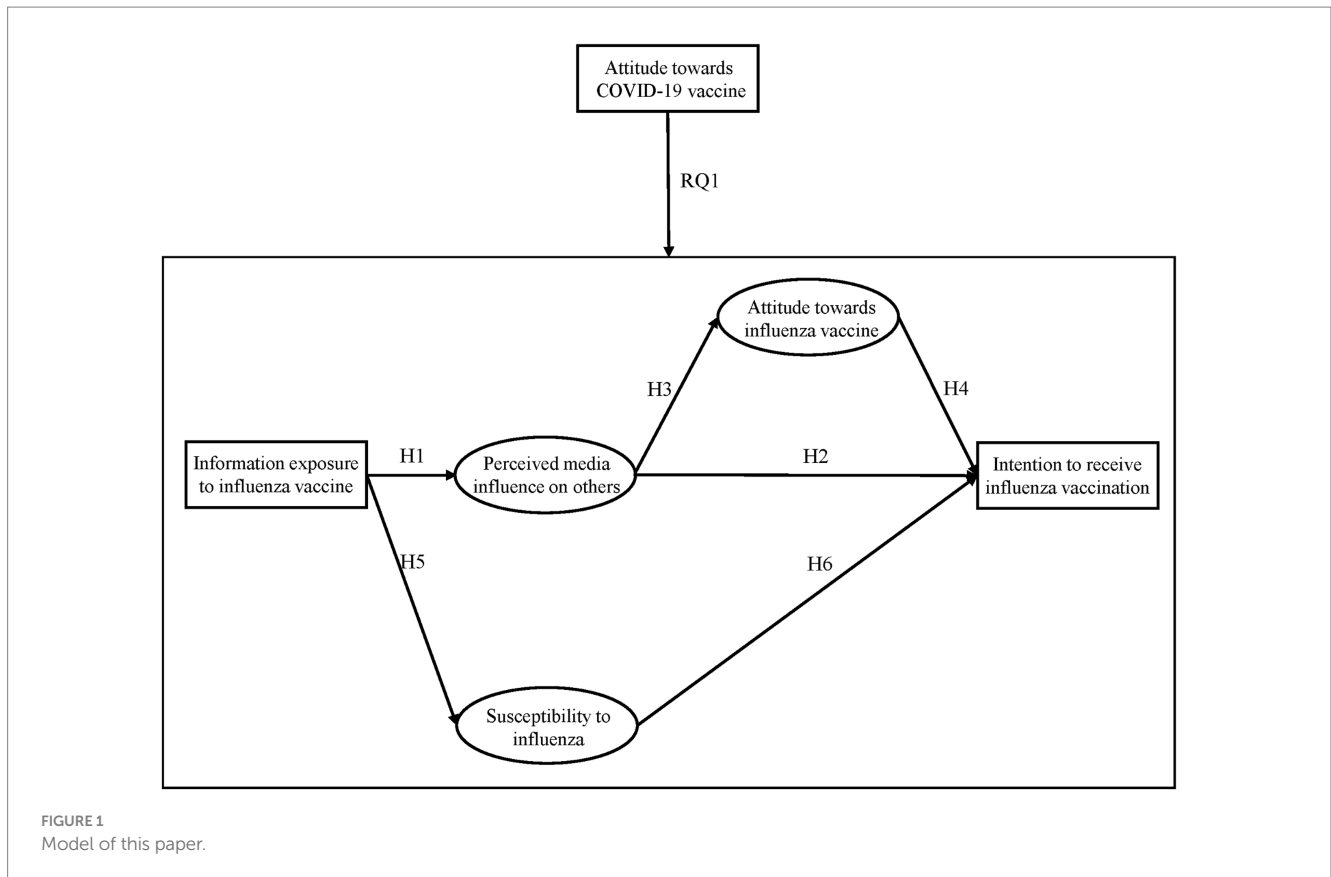 Attitude towards
COVID-19 vaccine
RQ1
Attitude towards
influenza vaccine
H3
H4
Information exposure
to influenza vaccine
H1
Perceived media
influence on others
H2
Intention to receive
influenza vaccination
H5
H6
Susceptibility to
influenza
FIGURE 1
Model of this paper.